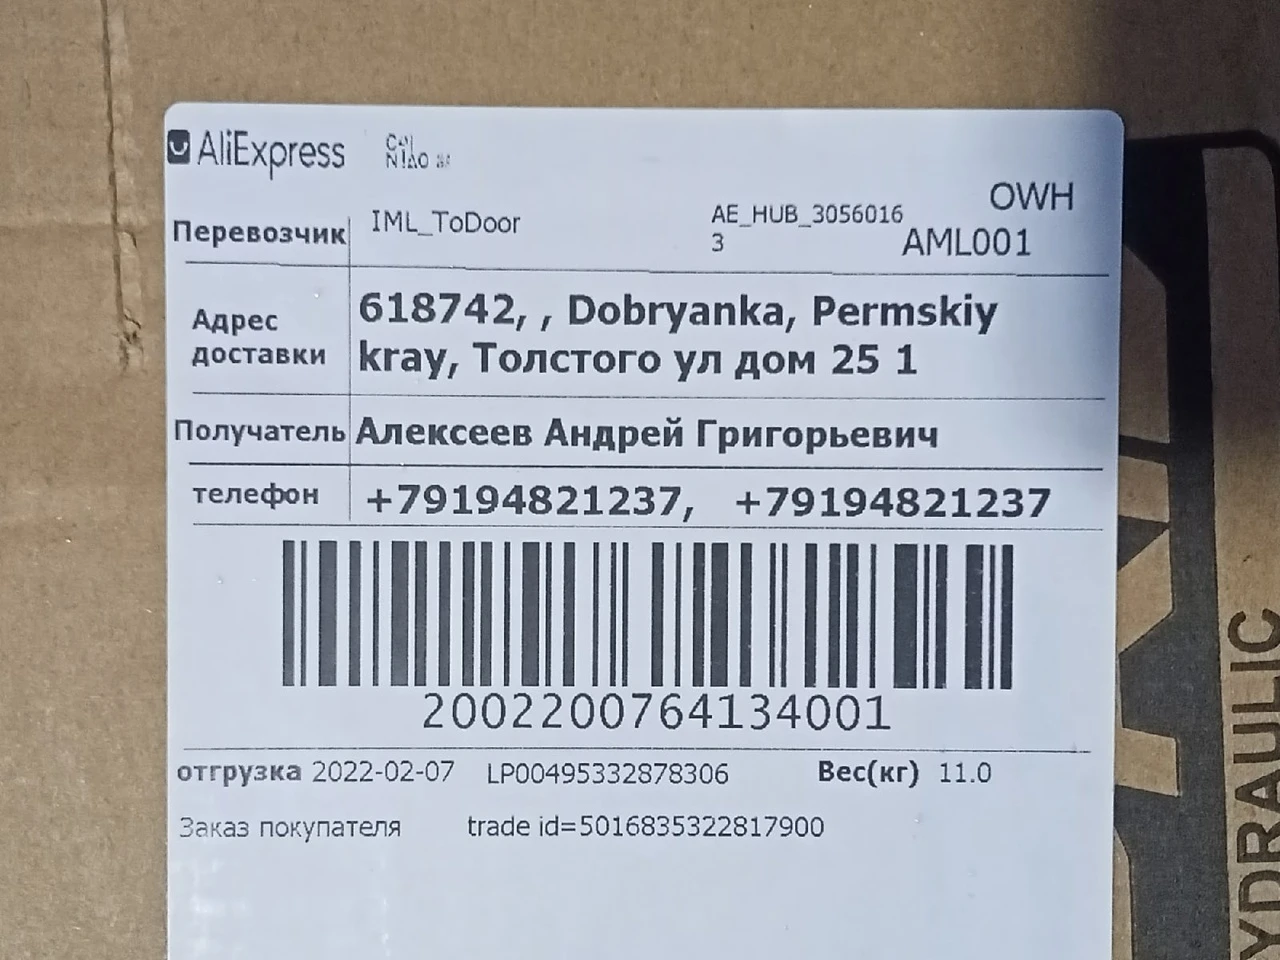 AliExpress
CAI
NIAO
OWH
Перевозчик IML_ToDoor AE_HUB_3056016
3 AML001
Адрес
доставки
618742, , Dobryanka, Permskiy
kray, Толстого ул дом 25 1
Получатель Алексеев Андрей Григорьевич
телефон +79194821237, +79194821237
2002200764134001
отгрузка 2022-02-07 LP00495332878306 Вес(кг) 11.0
Заказ покупателя trade id=5016835322817900
YDRAULIC